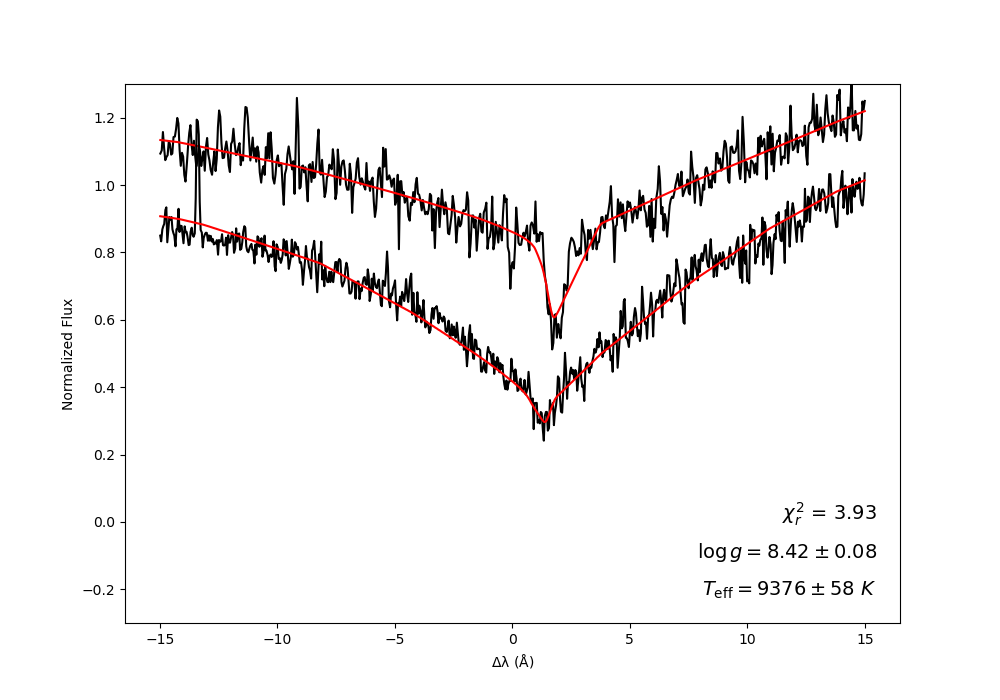 1.2
1.0
0.8
0.6
0.4
0.2
0.0
−0.2
Normalized Flux
χ²ᵣ = 3.93
log g = 8.42 ± 0.08
T_eff = 9376 ± 58 K
−15 −10 −5 0 5 10 15
Δλ (Å)